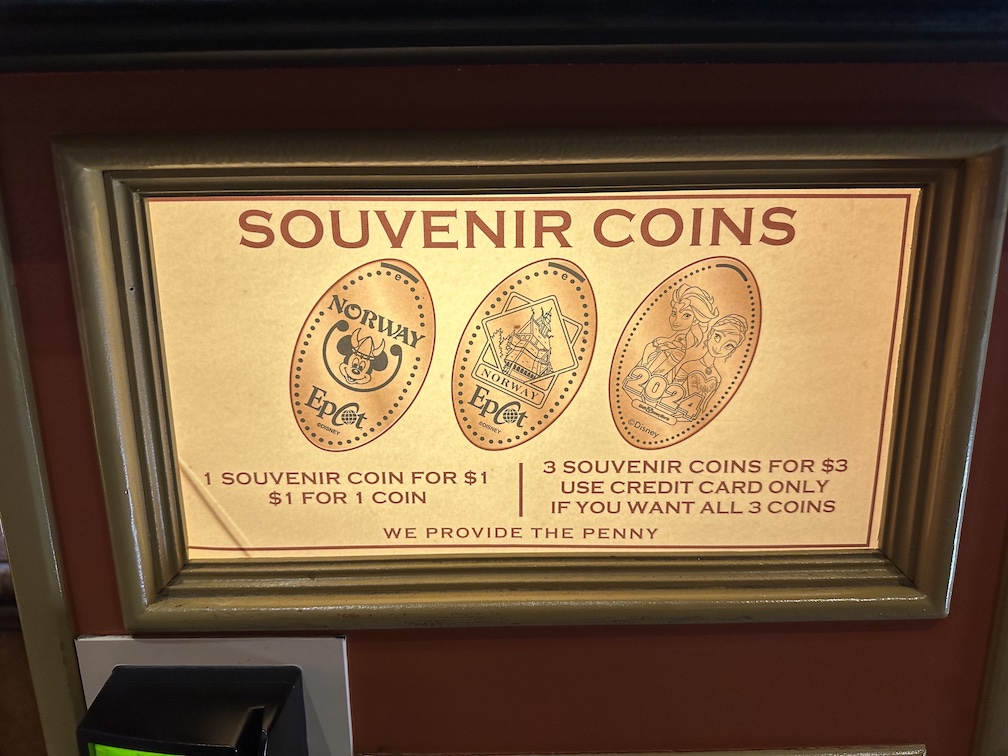 SOUVENIR COINS
e
NORWAY
Epcot
©DISNEY
e
NORWAY
Epcot
©DISNEY
2024
©Disney
1 SOUVENIR COIN FOR $1
$1 FOR 1 COIN
3 SOUVENIR COINS FOR $3
USE CREDIT CARD ONLY
IF YOU WANT ALL 3 COINS
WE PROVIDE THE PENNY